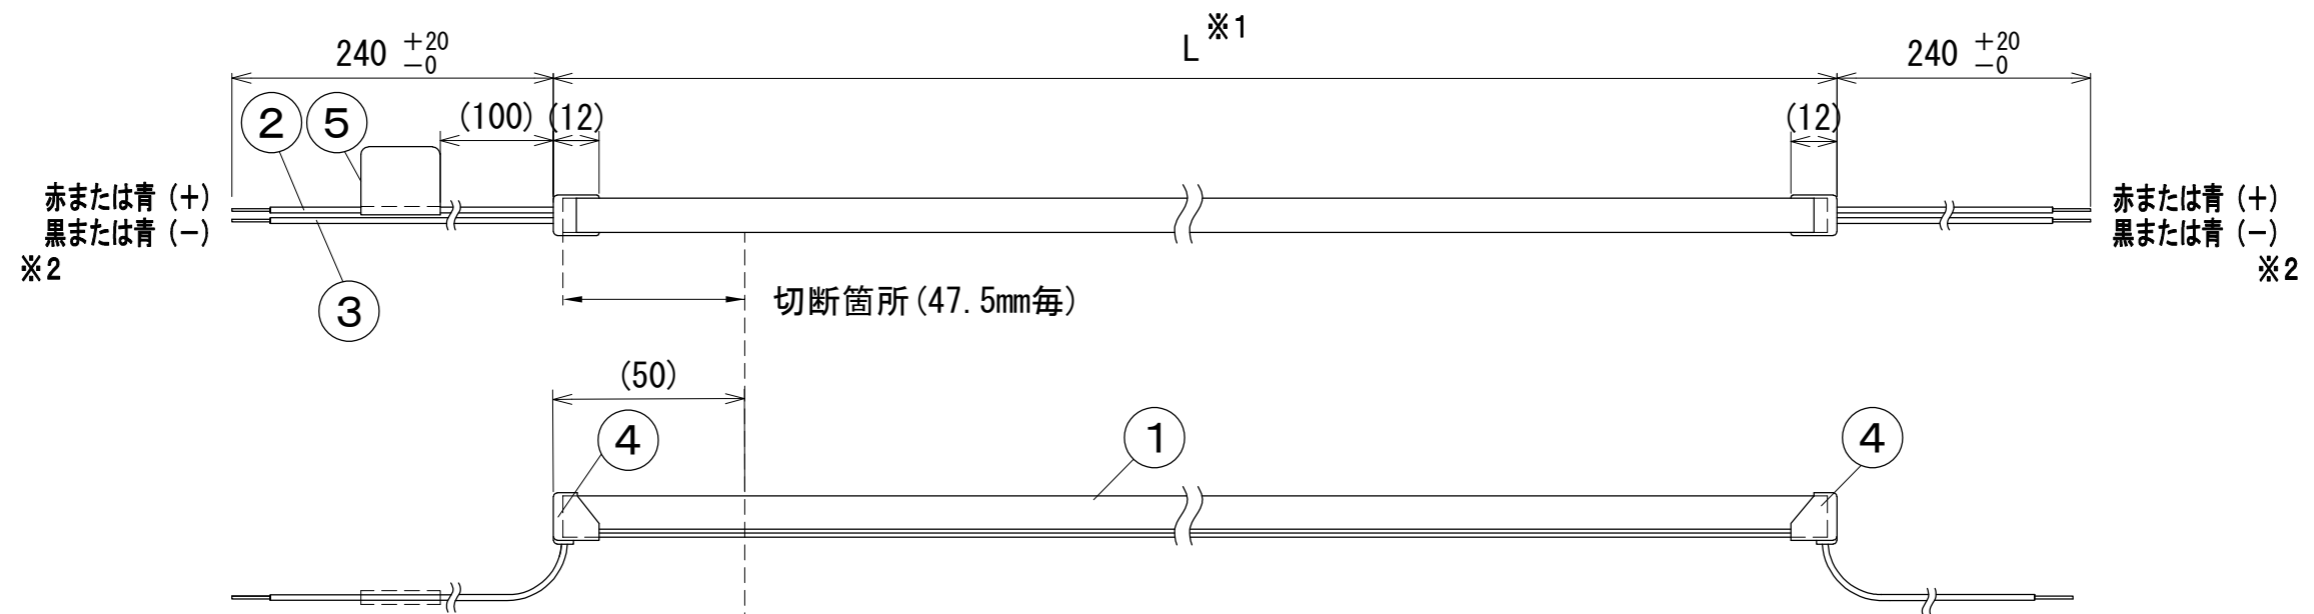 L ※1
240 +20 −0
240 +20 −0
② ⑤ (100) (12)
(12)
赤または青 (+)
黒または青 (−)
※2
赤または青 (+)
黒または青 (−)
※2
③
切断箇所(47.5mm毎)
(50)
④
①
④